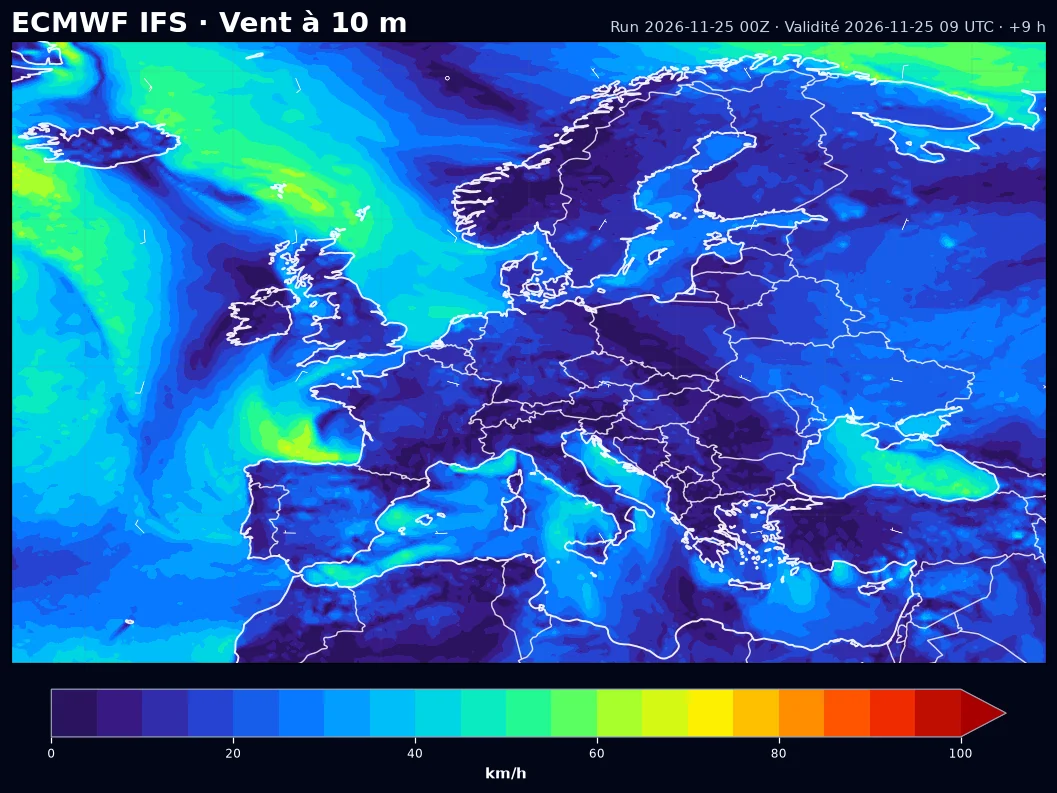 ECMWF IFS · Vent à 10 m
Run 2026-11-25 00Z · Validité 2026-11-25 09 UTC · +9 h
0 20 40 60 80 100
km/h